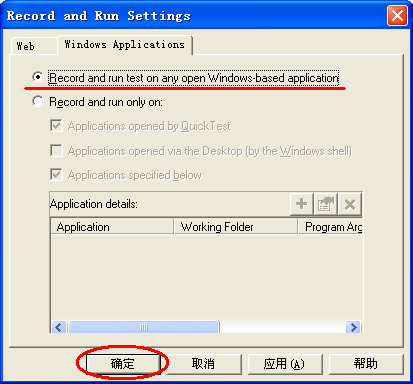 Record and Run Settings
Web
Windows Applications
Record and run test on any open Windows-based application
Record and run only on:
Applications opened by QuickTest
Applications opened via the Desktop (by the Windows shell)
Applications specified below
Application details:
Application Working Folder Program Arg
确定 取消 应用 (A) 帮助